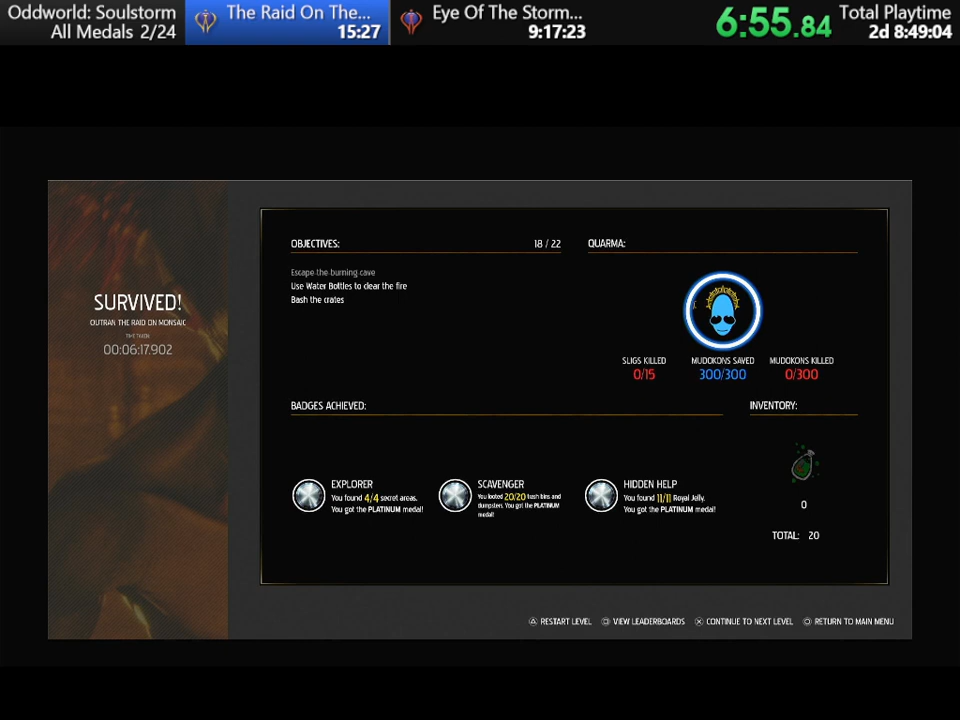 Oddworld: Soulstorm
All Medals 2/24
The Raid On The...
15:27
Eye Of The Storm...
9:17:23
6:55.84
Total Playtime
2d 8:49:04
SURVIVED!
OUTRAN THE RAID ON MONSAIC
TIME TAKEN
00:06:17.902
OBJECTIVES: 18 / 22
Escape the burning cave
Use Water Bottles to clear the fire
Bash the crates
QUARMA:
SLIGS KILLED MUDOKONS SAVED MUDOKONS KILLED
0/15 300/300 0/300
BADGES ACHIEVED:
EXPLORER
You found 4/4 secret areas.
You got the PLATINUM medal!
SCAVENGER
You looted 20/20 trash bins and
dumpsters. You got the PLATINUM
medal!
HIDDEN HELP
You found 11/11 Royal Jelly.
You got the PLATINUM medal!
INVENTORY:
0
TOTAL: 20
RESTART LEVEL VIEW LEADERBOARDS CONTINUE TO NEXT LEVEL RETURN TO MAIN MENU